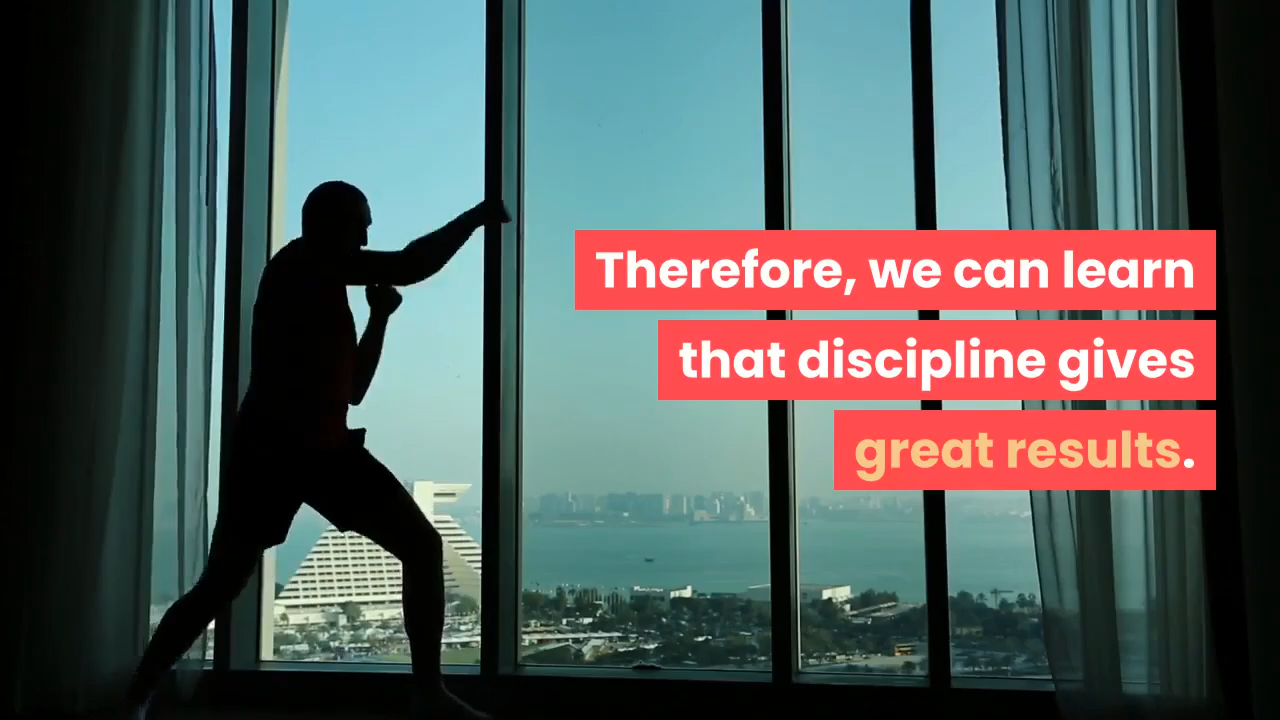 Therefore, we can learn
that discipline gives
great results.